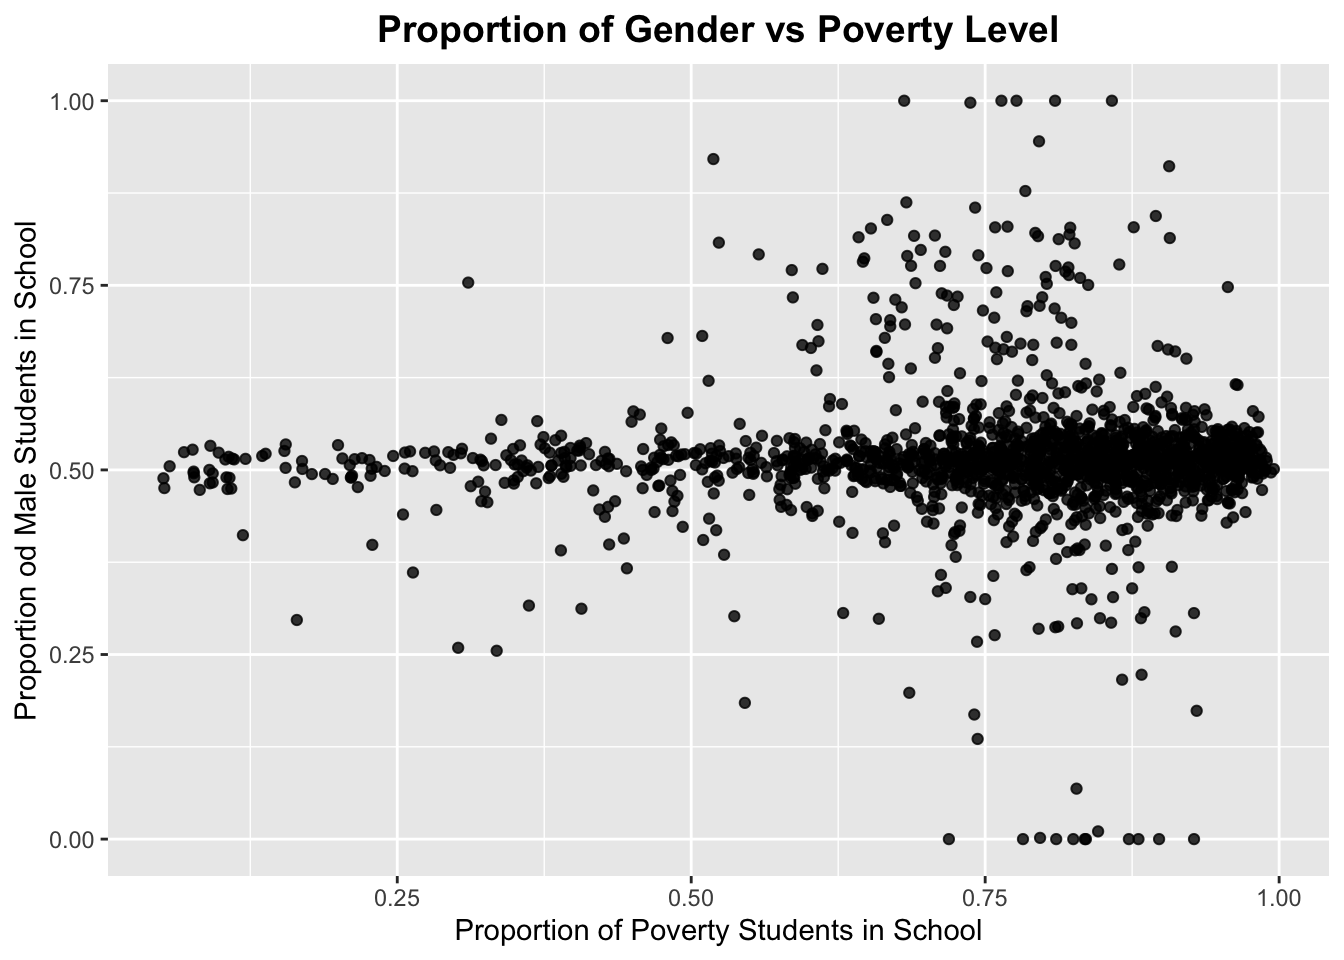 Proportion of Gender vs Poverty Level
Proportion od Male Students in School
1.00
0.75
0.50
0.25
0.00
0.25 0.50 0.75 1.00
Proportion of Poverty Students in School